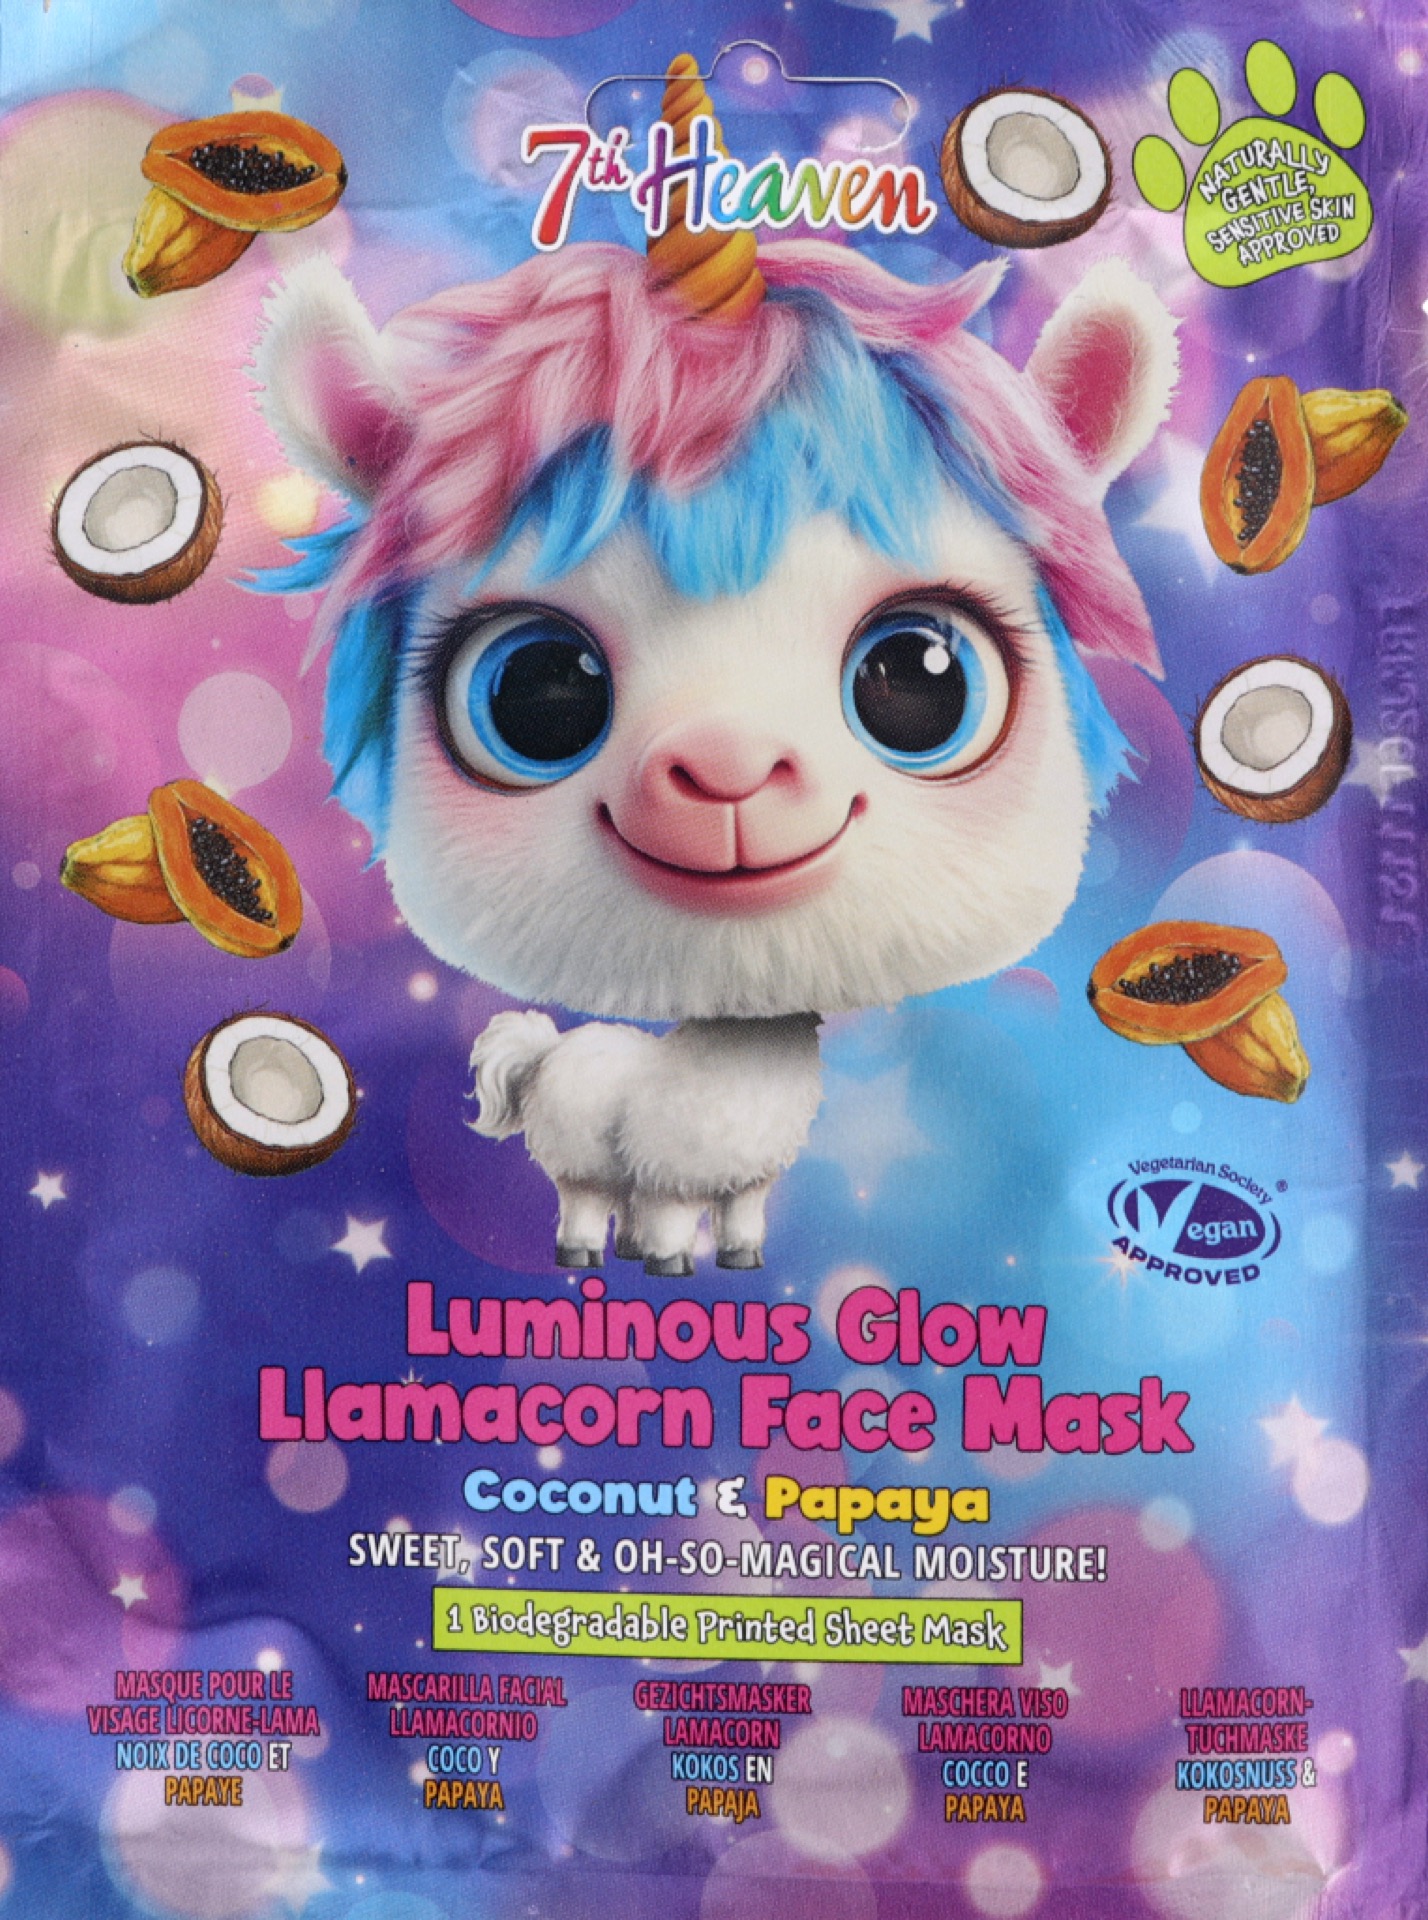 7th Heaven
NATURALLY
GENTLE,
SENSITIVE SKIN
APPROVED
Vegetarian Society ®
Vegan
APPROVED
Luminous Glow
Llamacorn Face Mask
Coconut & Papaya
SWEET, SOFT & OH-SO-MAGICAL MOISTURE!
1 Biodegradable Printed Sheet Mask
MASQUE POUR LE
VISAGE LICORNE-LAMA
NOIX DE COCO ET
PAPAYE
MASCARILLA FACIAL
LLAMACORNIO
COCO Y
PAPAYA
GEZICHTSMASKER
LAMACORN
KOKOS EN
PAPAJA
MASCHERA VISO
LAMACORNO
COCCO E
PAPAYA
LLAMACORN-
TUCHMASKE
KOKOSNUSS &
PAPAYA